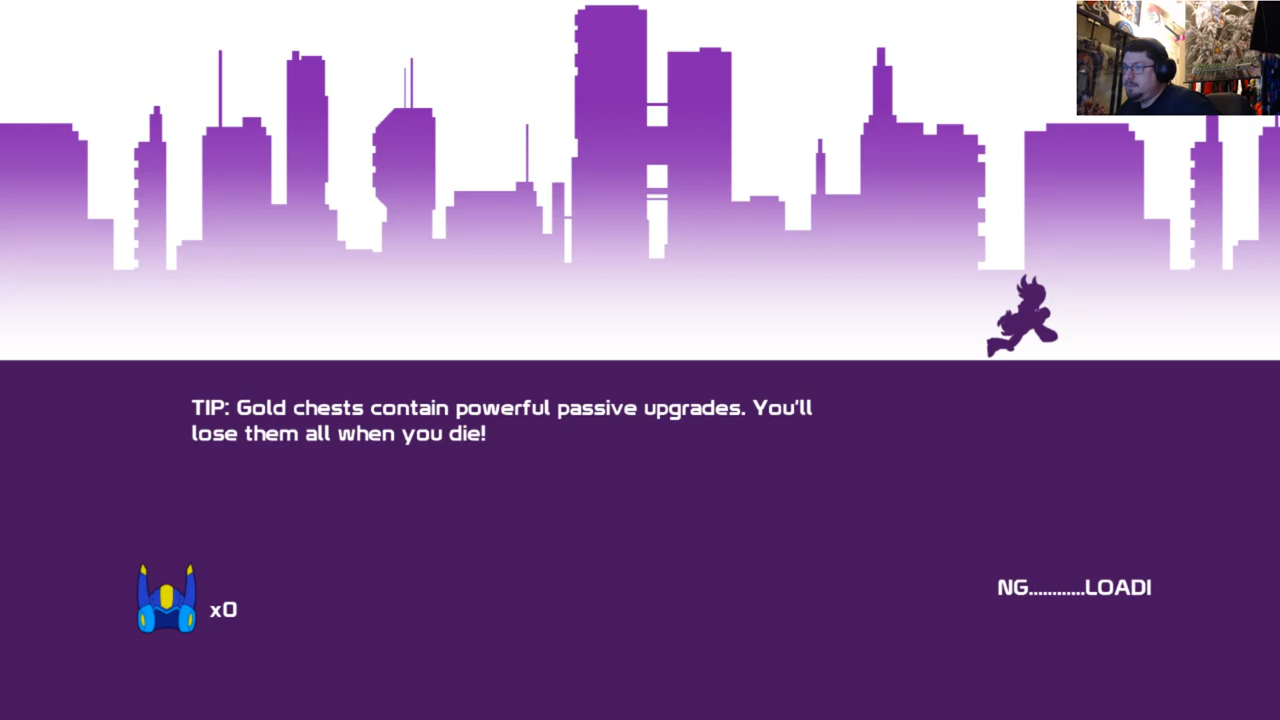 TIP: Gold chests contain powerful passive upgrades. You'll
lose them all when you die!
x0
NG............LOADI